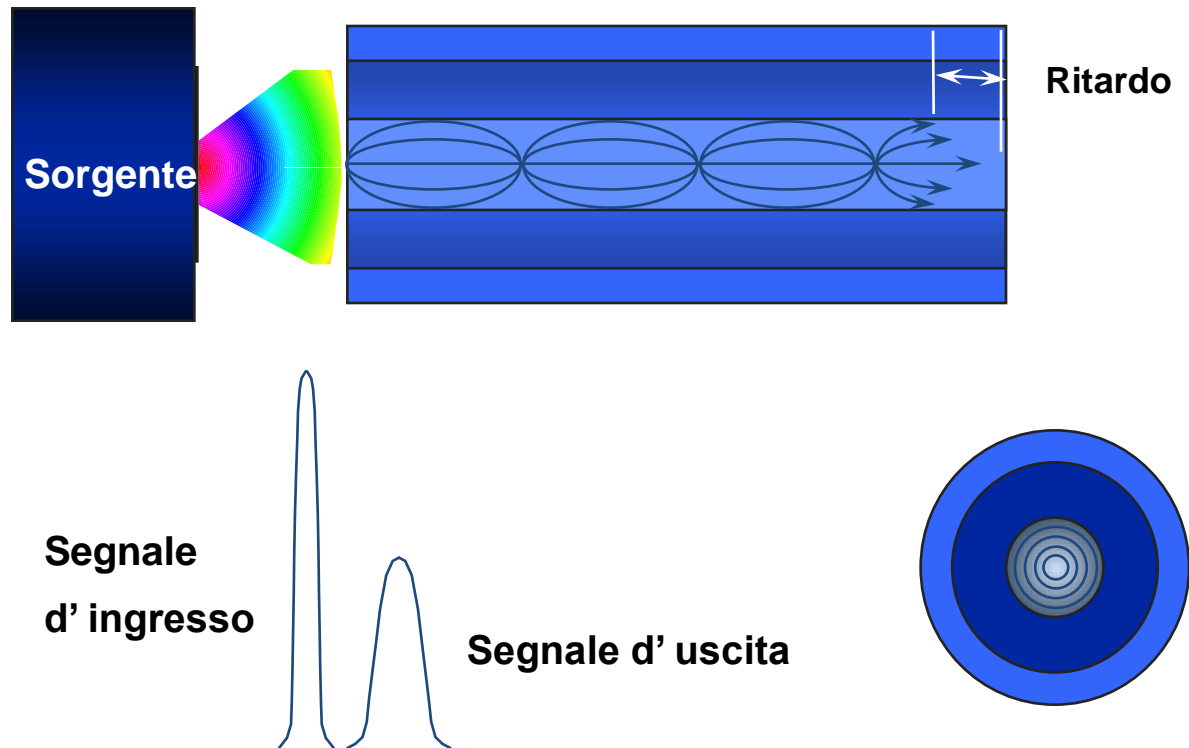 Sorgente
Ritardo
Segnale
d’ ingresso
Segnale d’ uscita